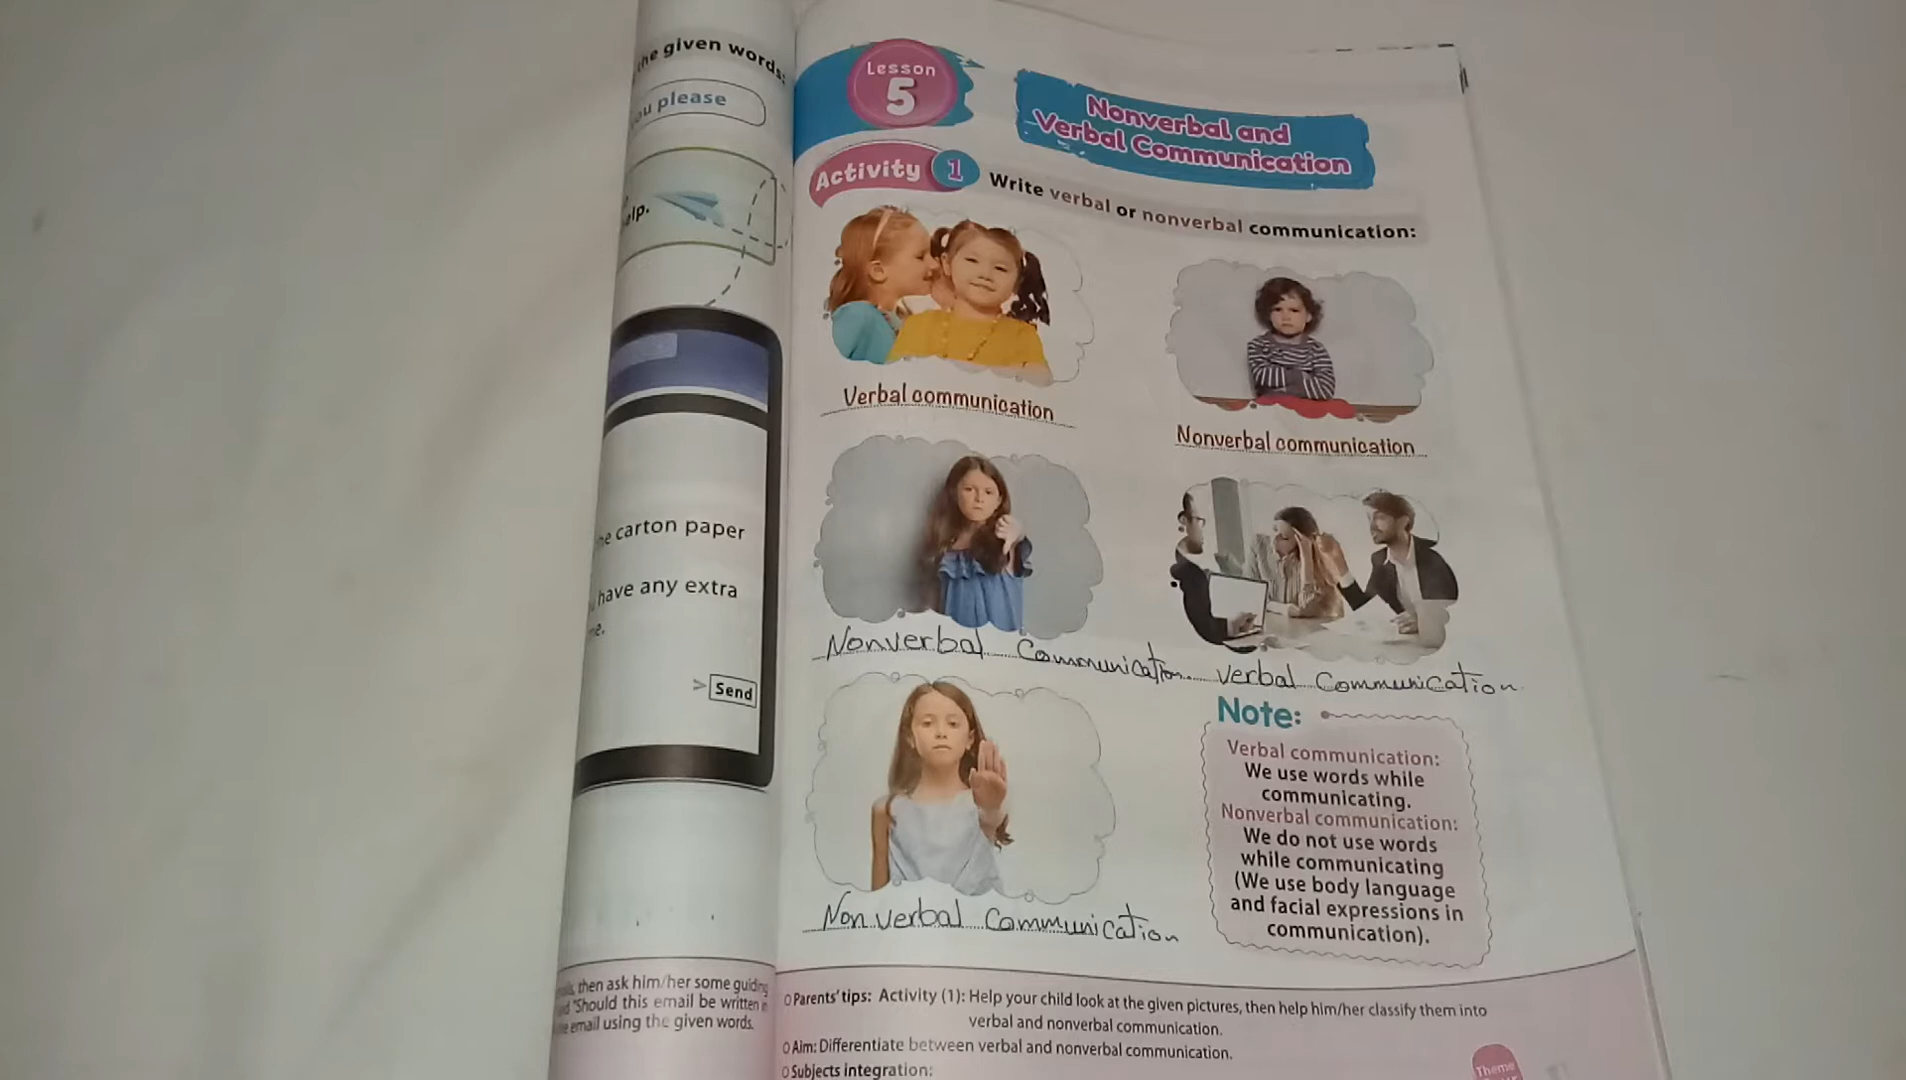 the given words:
you please
elp.
he carton paper
have any extra
> Send
, then ask him/her some guiding
"Should this email be written in
email using the given words.
Lesson
5
Nonverbal and
Verbal Communication
Activity 1 Write verbal or nonverbal communication:
Verbal communication
Nonverbal communication
Nonverbal Communication
verbal Communication
Nonverbal Communication
Note:
Verbal communication:
We use words while
communicating.
Nonverbal communication:
We do not use words
while communicating
(We use body language
and facial expressions in
communication).
Parents' tips: Activity (1): Help your child look at the given pictures, then help him/her classify them into
verbal and nonverbal communication.
Aim: Differentiate between verbal and nonverbal communication.
Subjects integration:
Theme